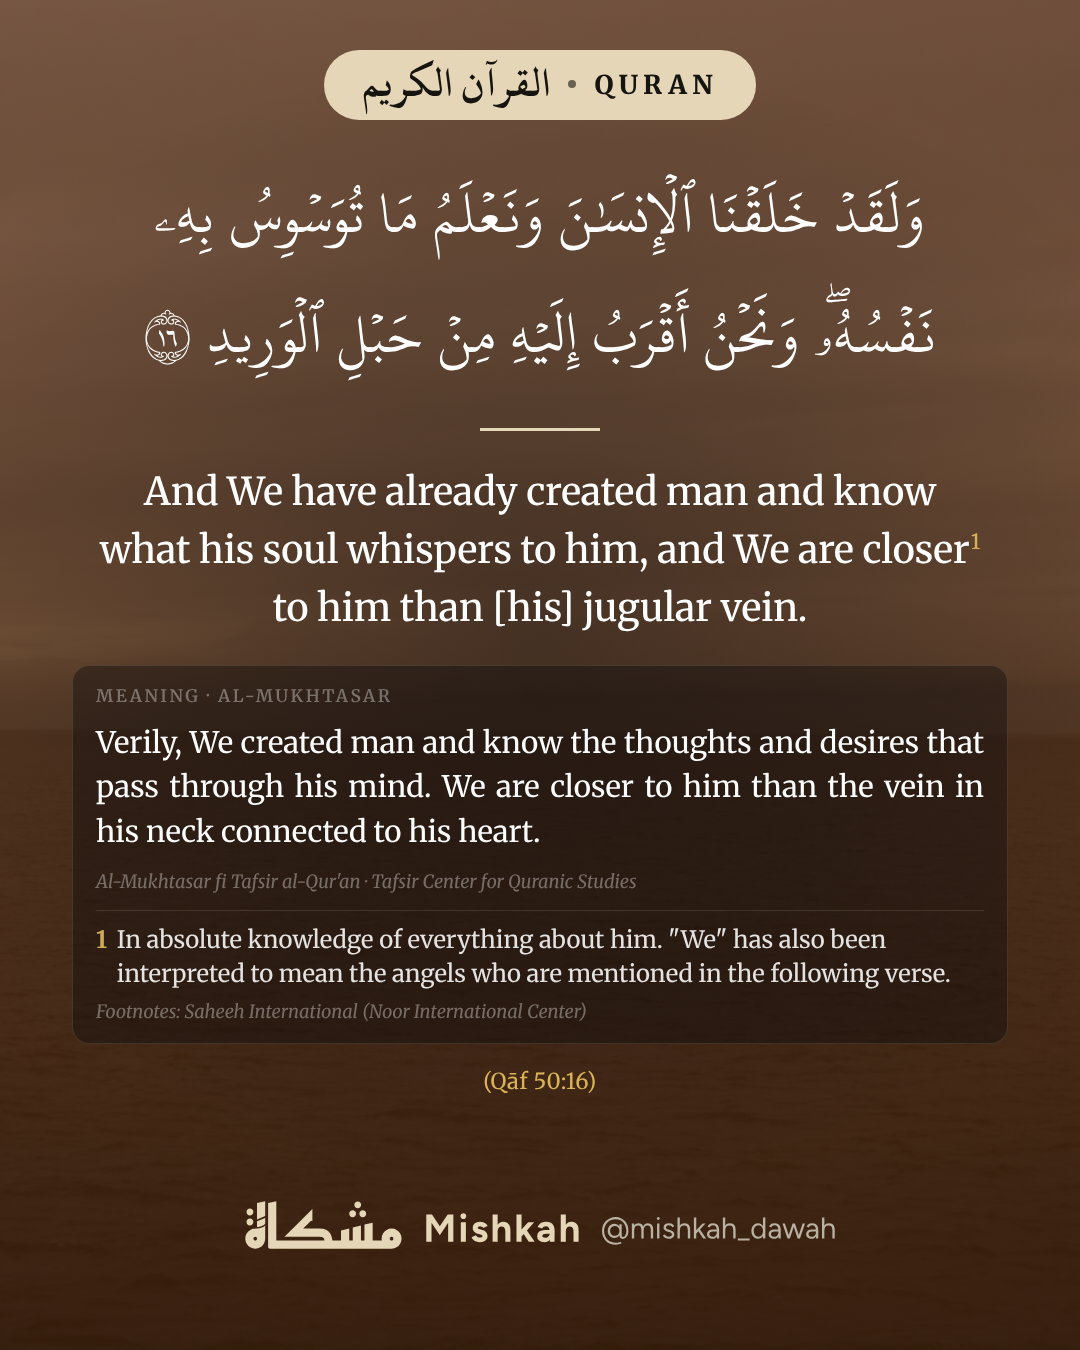 القرآن الكريم • QURAN
وَلَقَدۡ خَلَقۡنَا ٱلۡإِنسَٰنَ وَنَعۡلَمُ مَا تُوَسۡوِسُ بِهِۦ
نَفۡسُهُۥۖ وَنَحۡنُ أَقۡرَبُ إِلَيۡهِ مِنۡ حَبۡلِ ٱلۡوَرِيدِ ١٦
And We have already created man and know
what his soul whispers to him, and We are closer1
to him than [his] jugular vein.
MEANING · AL-MUKHTASAR
Verily, We created man and know the thoughts and desires that
pass through his mind. We are closer to him than the vein in
his neck connected to his heart.
Al-Mukhtasar fi Tafsir al-Qur'an · Tafsir Center for Quranic Studies
1 In absolute knowledge of everything about him. "We" has also been
interpreted to mean the angels who are mentioned in the following verse.
Footnotes: Saheeh International (Noor International Center)
(Qāf 50:16)
مشكاة Mishkah @mishkah_dawah